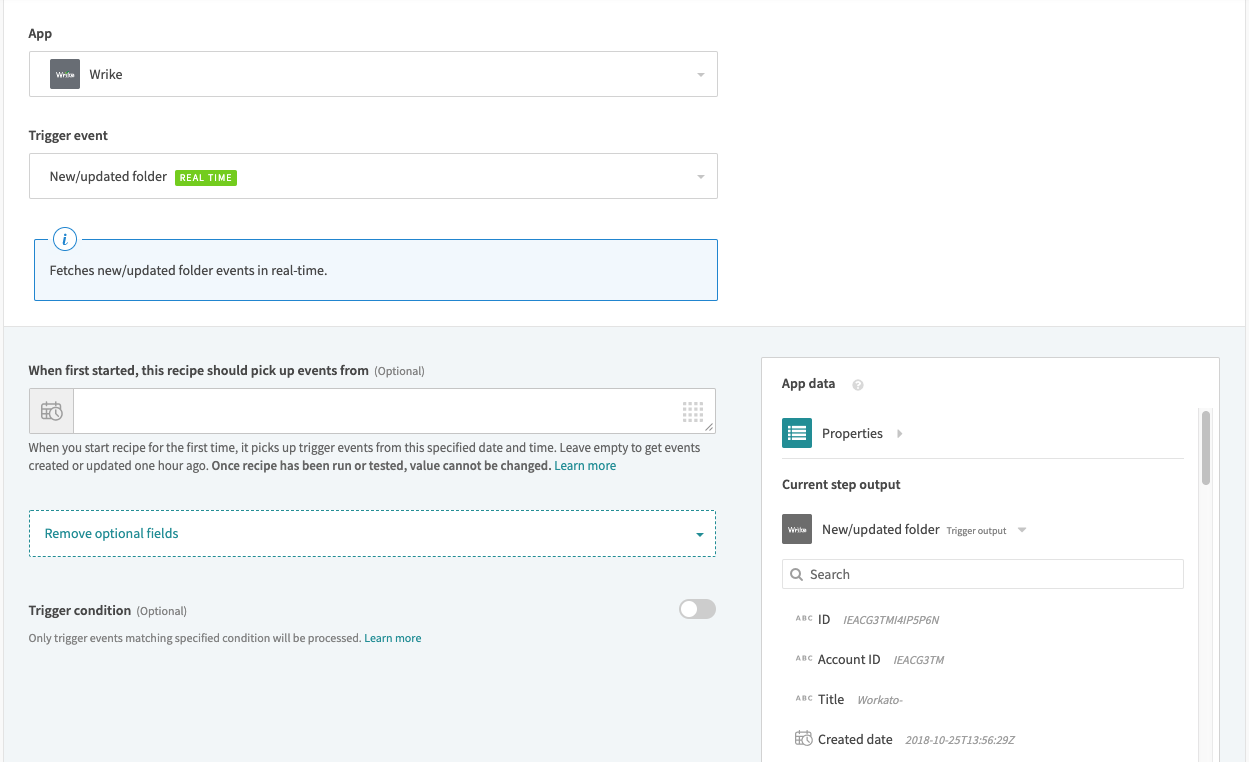 App
Wrike
Wrike
Trigger event
New/updated folder REAL TIME
i
Fetches new/updated folder events in real-time.
When first started, this recipe should pick up events from (Optional)
When you start recipe for the first time, it picks up trigger events from this specified date and time. Leave empty to get events
created or updated one hour ago. Once recipe has been run or tested, value cannot be changed. Learn more
Remove optional fields
Trigger condition (Optional)
Only trigger events matching specified condition will be processed. Learn more
App data ?
Properties
Current step output
Wrike
New/updated folder Trigger output
Search
ABC ID IEACG3TMI4IP5P6N
ABC Account ID IEACG3TM
ABC Title Workato-
Created date 2018-10-25T13:56:29Z